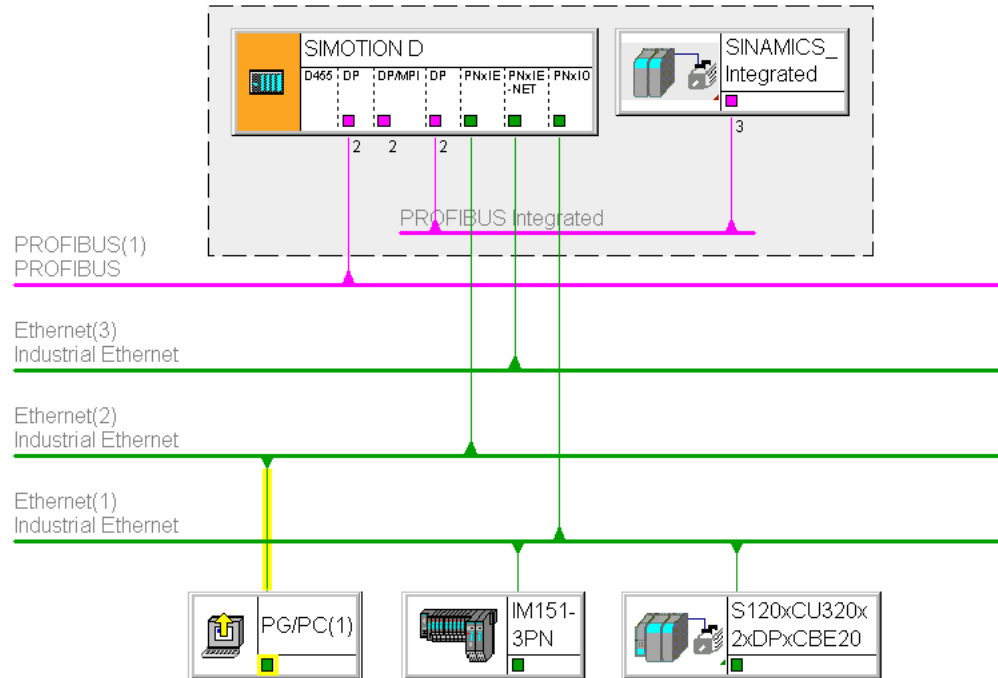 SIMOTION D
D455 DP DP/MPI DP PNxIE PNxIE PNxIO
-NET
SINAMICS_
Integrated
2 2 2
3
PROFIBUS Integrated
PROFIBUS(1)
PROFIBUS
Ethernet(3)
Industrial Ethernet
Ethernet(2)
Industrial Ethernet
Ethernet(1)
Industrial Ethernet
PG/PC(1)
IM151-
3PN
S120xCU320x
2xDPxCBE20